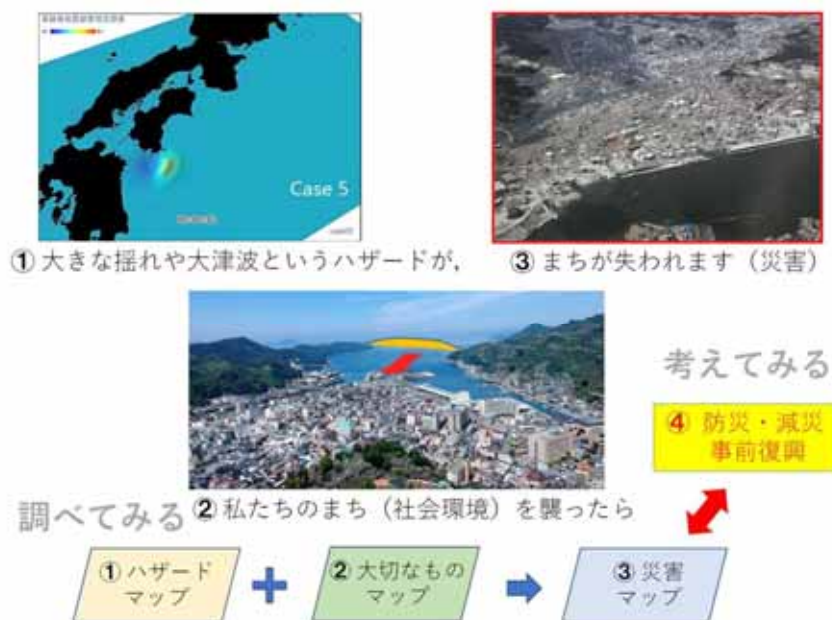 Case 5
① 大きな揺れや大津波というハザードが，
③ まちが失われます（災害）
考えてみる
④ 防災・減災
事前復興
調べてみる
② 私たちのまち（社会環境）を襲ったら
① ハザード
マップ
+
② 大切なもの
マップ
③ 災害
マップ